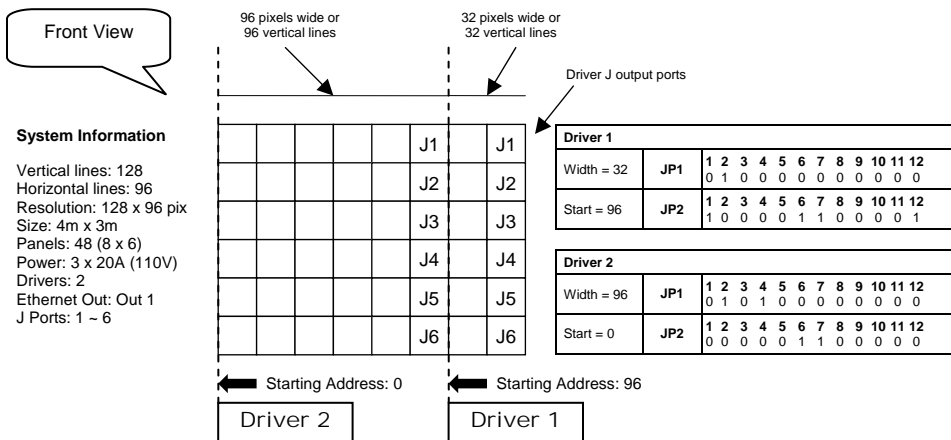 Front View
96 pixels wide or
96 vertical lines
32 pixels wide or
32 vertical lines
Driver J output ports
System Information
Vertical lines: 128
Horizontal lines: 96
Resolution: 128 x 96 pix
Size: 4m x 3m
Panels: 48 (8 x 6)
Power: 3 x 20A (110V)
Drivers: 2
Ethernet Out: Out 1
J Ports: 1 ~ 6
J1 J1
J2 J2
J3 J3
J4 J4
J5 J5
J6 J6
Driver 1
Width = 32 JP1 1 2 3 4 5 6 7 8 9 10 11 12
0 1 0 0 0 0 0 0 0 0 0 0
Start = 96 JP2 1 2 3 4 5 6 7 8 9 10 11 12
1 0 0 0 0 1 1 0 0 0 0 1
Driver 2
Width = 96 JP1 1 2 3 4 5 6 7 8 9 10 11 12
0 1 0 1 0 0 0 0 0 0 0 0
Start = 0 JP2 1 2 3 4 5 6 7 8 9 10 11 12
0 0 0 0 0 1 1 0 0 0 0 0
Starting Address: 0
Starting Address: 96
Driver 2
Driver 1